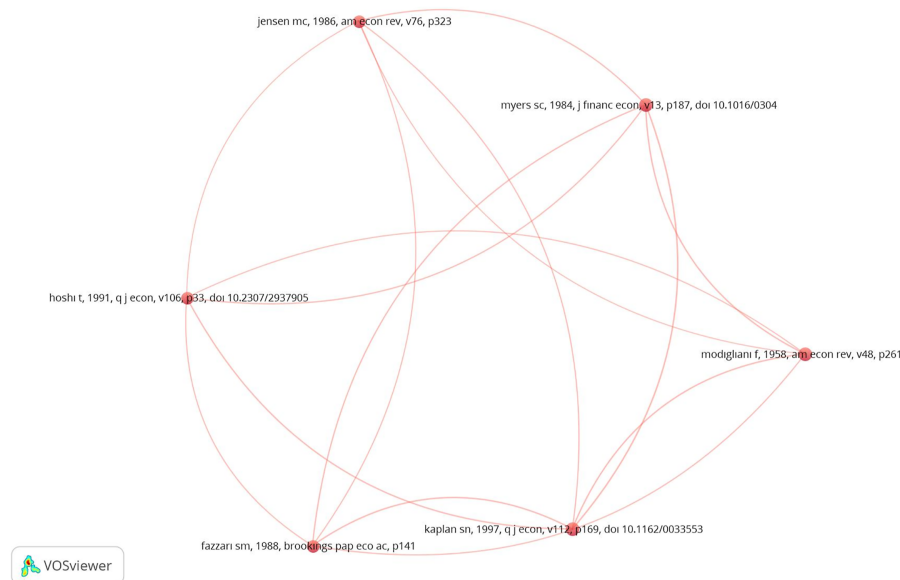 jensen mc, 1986, am econ rev, v76, p323
myers sc, 1984, j financ econ, v13, p187, doı 10.1016/0304
hoshı t, 1991, q j econ, v106, p33, doı 10.2307/2937905
modıglıanı f, 1958, am econ rev, v48, p261
kaplan sn, 1997, q j econ, v112, p169, doı 10.1162/0033553
fazzarı sm, 1988, brookıngs pap eco ac, p141
VOSviewer